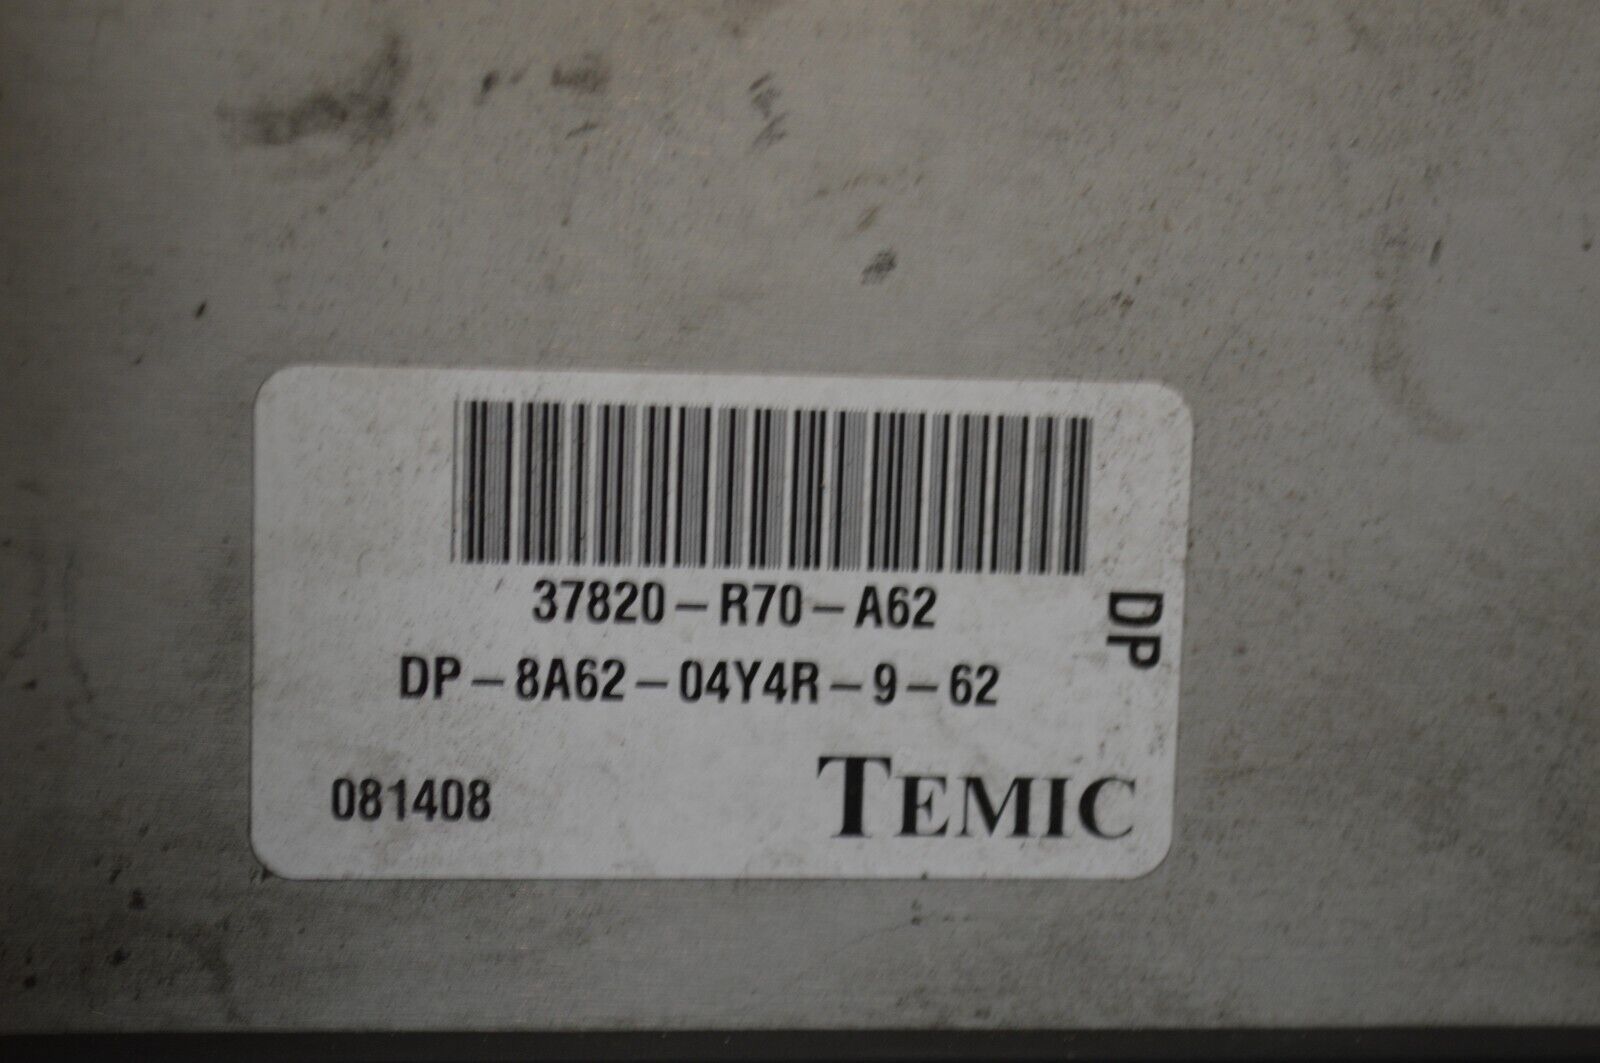 37820-R70-A62
DP-8A62-04Y4R-9-62
DP
081408
TEMIC